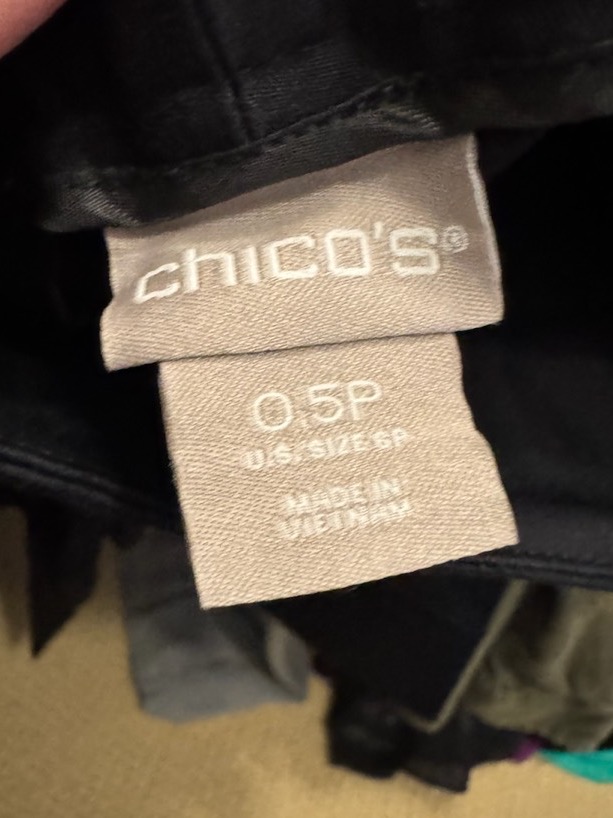 chico's®
0.5P
U.S. SIZE 6P
MADE IN
VIETNAM